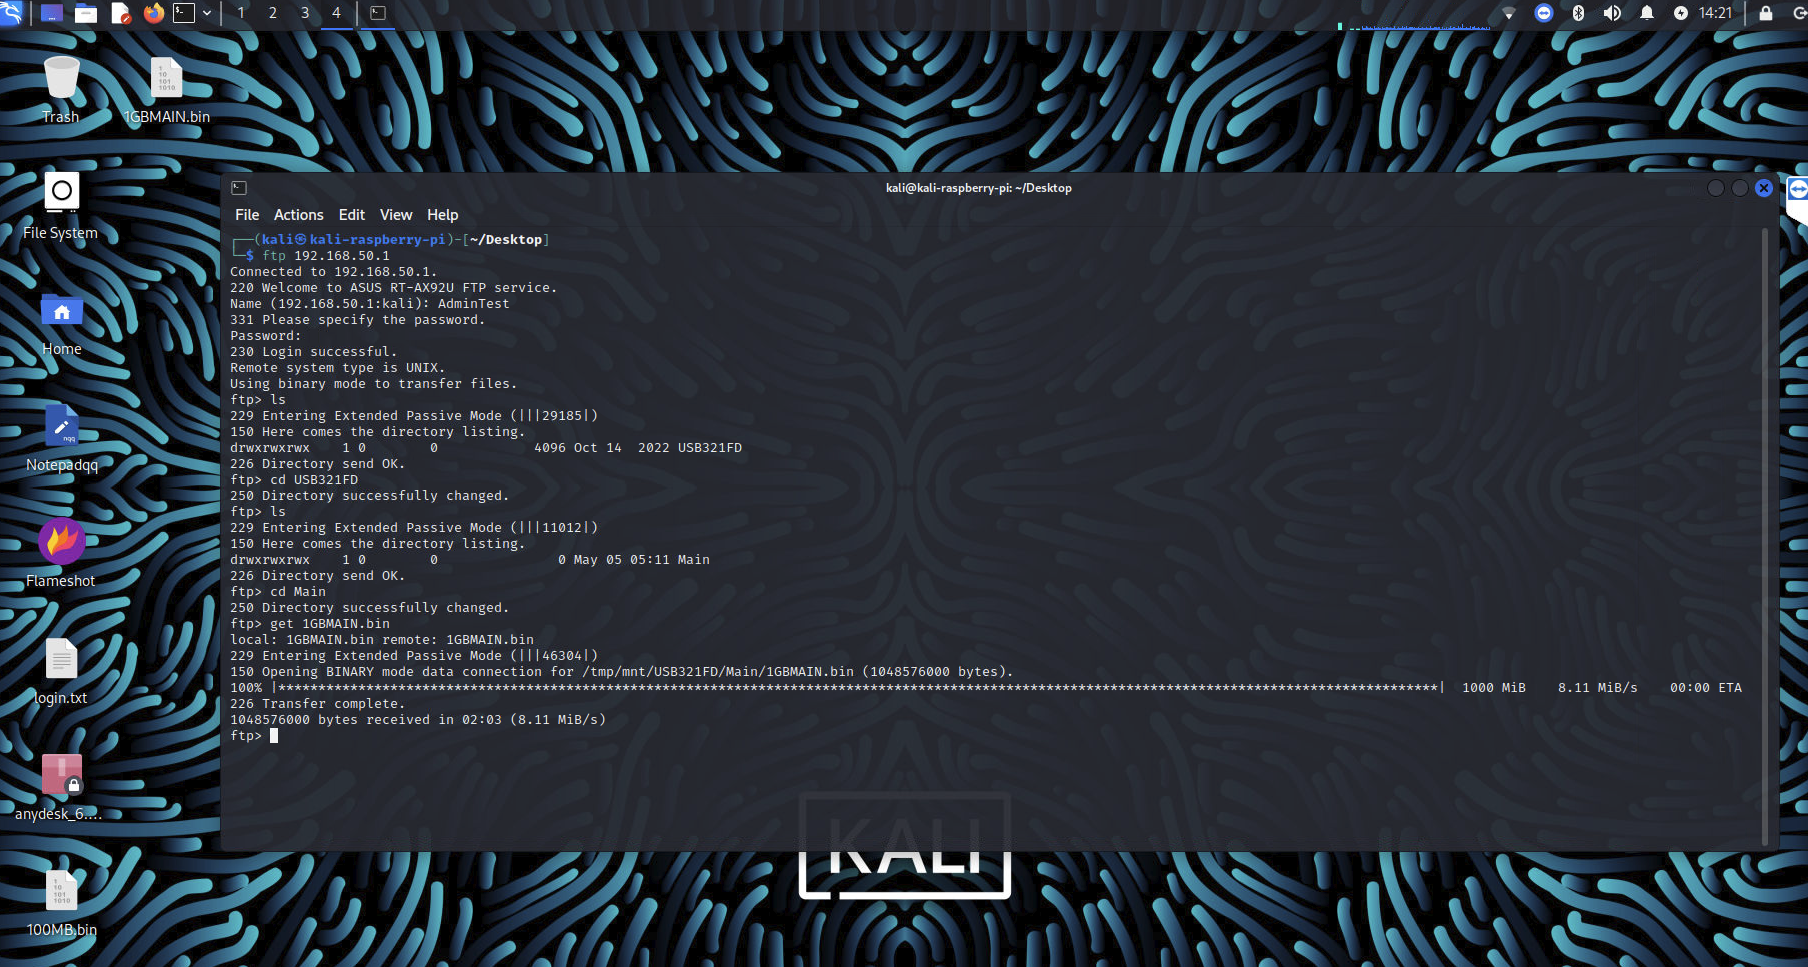 1 2 3 4 14:21
Trash
1GBMAIN.bin
File System
Home
Notepadqq
Flameshot
login.txt
anydesk_6....
100MB.bin
kali@kali-raspberry-pi: ~/Desktop
File Actions Edit View Help
┌──(kali㉿kali-raspberry-pi)-[~/Desktop]
└─$ ftp 192.168.50.1
Connected to 192.168.50.1.
220 Welcome to ASUS RT-AX92U FTP service.
Name (192.168.50.1:kali): AdminTest
331 Please specify the password.
Password:
230 Login successful.
Remote system type is UNIX.
Using binary mode to transfer files.
ftp> ls
229 Entering Extended Passive Mode (|||29185|)
150 Here comes the directory listing.
drwxrwxrwx    1 0        0            4096 Oct 14  2022 USB321FD
226 Directory send OK.
ftp> cd USB321FD
250 Directory successfully changed.
ftp> ls
229 Entering Extended Passive Mode (|||11012|)
150 Here comes the directory listing.
drwxrwxrwx    1 0        0               0 May 05 05:11 Main
226 Directory send OK.
ftp> cd Main
250 Directory successfully changed.
ftp> get 1GBMAIN.bin
local: 1GBMAIN.bin remote: 1GBMAIN.bin
229 Entering Extended Passive Mode (|||46304|)
150 Opening BINARY mode data connection for /tmp/mnt/USB321FD/Main/1GBMAIN.bin (1048576000 bytes).
100% |*************************************************************************************************************************************************| 1000 MiB    8.11 MiB/s    00:00 ETA
226 Transfer complete.
1048576000 bytes received in 02:03 (8.11 MiB/s)
ftp>
KALI